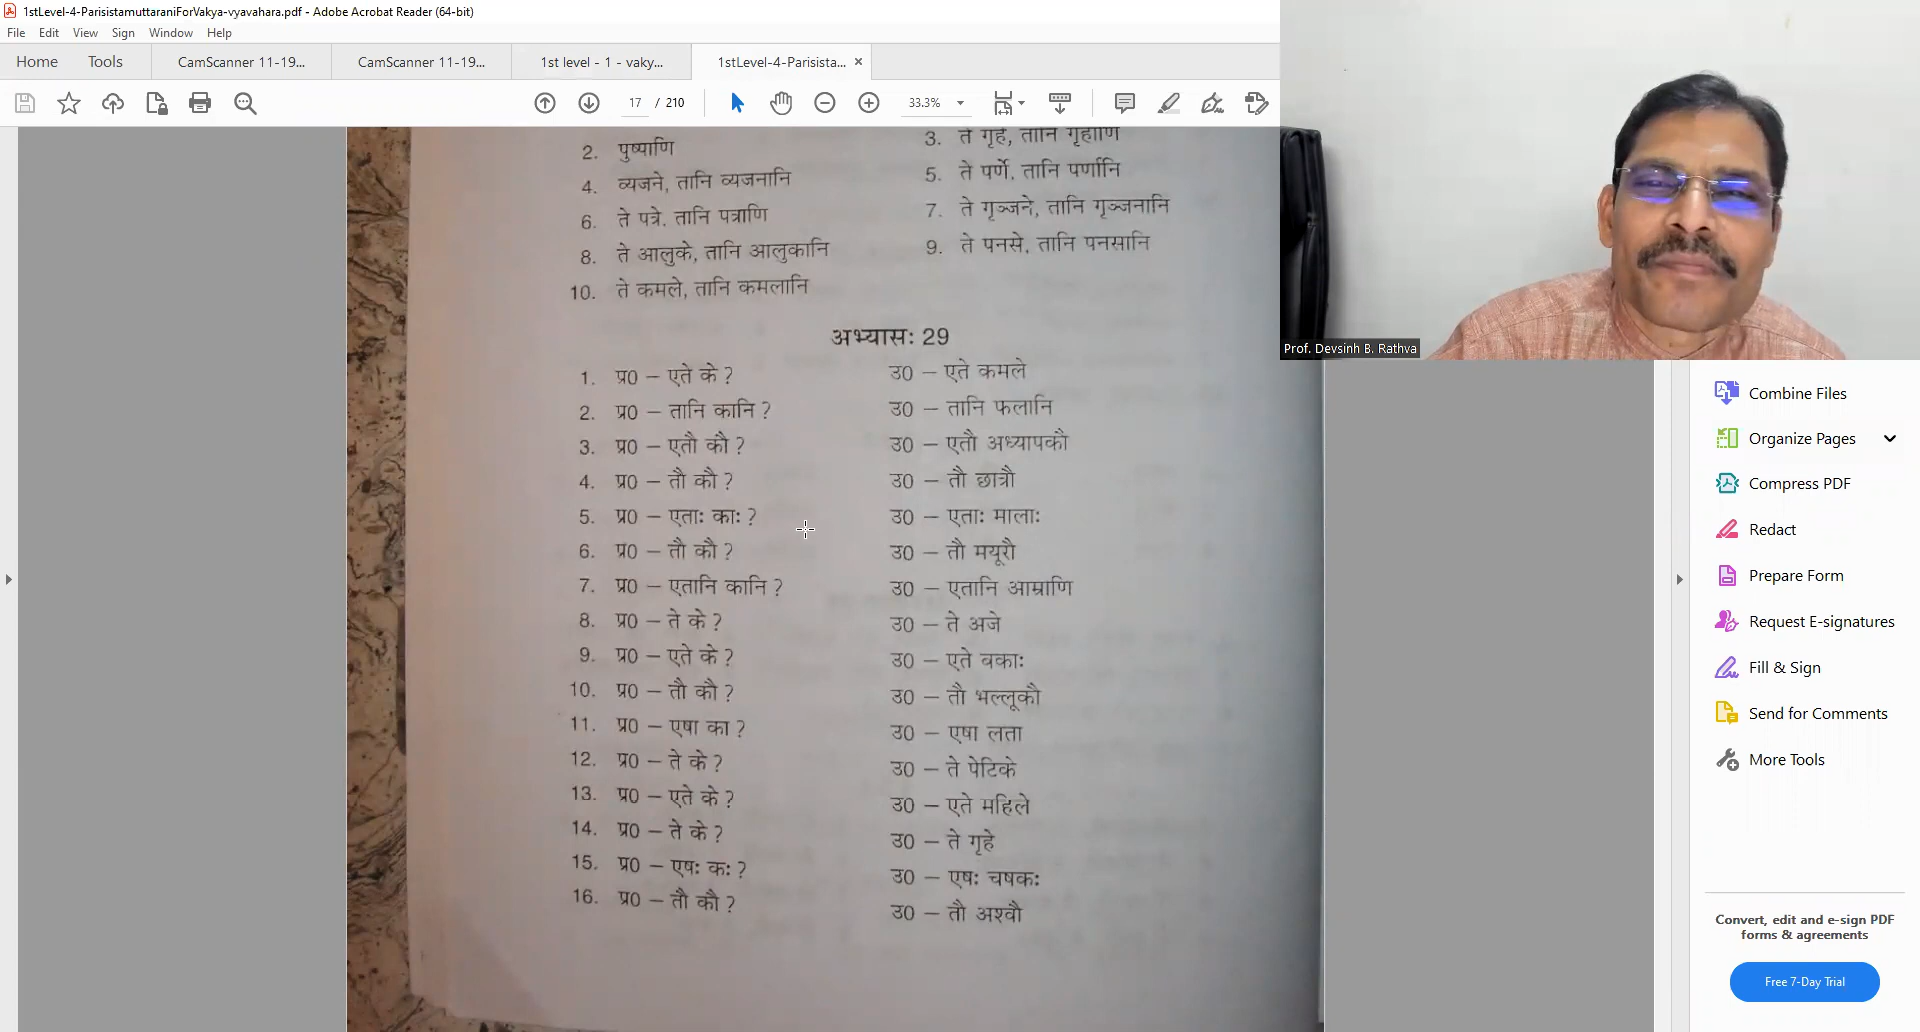 1stLevel-4-ParisistamuttaraniForVakya-vyavahara.pdf - Adobe Acrobat Reader (64-bit)
File Edit View Sign Window Help
Home Tools CamScanner 11-19... CamScanner 11-19... 1st level - 1 - vaky... 1stLevel-4-Parisista... ×
17 / 210 33.3%
2. पुष्पाणि 3. ते गृहे, तानि गृहाणि
4. व्यजने, तानि व्यजनानि 5. ते पर्णे, तानि पर्णानि
6. ते पत्रे. तानि पत्राणि 7. ते गृञ्जने, तानि गृञ्जनानि
8. ते आलुके, तानि आलुकानि 9. ते पनसे, तानि पनसानि
10. ते कमले, तानि कमलानि
अभ्यासः 29
1. प्र0 – एते के ? उ0 – एते कमले
2. प्र0 – तानि कानि ? उ0 – तानि फलानि
3. प्र0 – एतौ कौ ? उ0 – एतौ अध्यापकौ
4. प्र0 – तौ कौ ? उ0 – तौ छात्रौ
5. प्र0 – एताः काः ? उ0 – एताः मालाः
6. प्र0 – तौ कौ ? उ0 – तौ मयूरौ
7. प्र0 – एतानि कानि ? उ0 – एतानि आम्राणि
8. प्र0 – ते के ? उ0 – ते अजे
9. प्र0 – एते के ? उ0 – एते बकाः
10. प्र0 – तौ कौ ? उ0 – तौ भल्लूकौ
11. प्र0 – एषा का ? उ0 – एषा लता
12. प्र0 – ते के ? उ0 – ते पेटिके
13. प्र0 – एते के ? उ0 – एते महिले
14. प्र0 – ते के ? उ0 – ते गृहे
15. प्र0 – एषः कः ? उ0 – एषः चषकः
16. प्र0 – तौ कौ ? उ0 – तौ अश्वौ
Prof. Devsinh B. Rathva
Combine Files
Organize Pages
Compress PDF
Redact
Prepare Form
Request E-signatures
Fill & Sign
Send for Comments
More Tools
Convert, edit and e-sign PDF
forms & agreements
Free 7-Day Trial